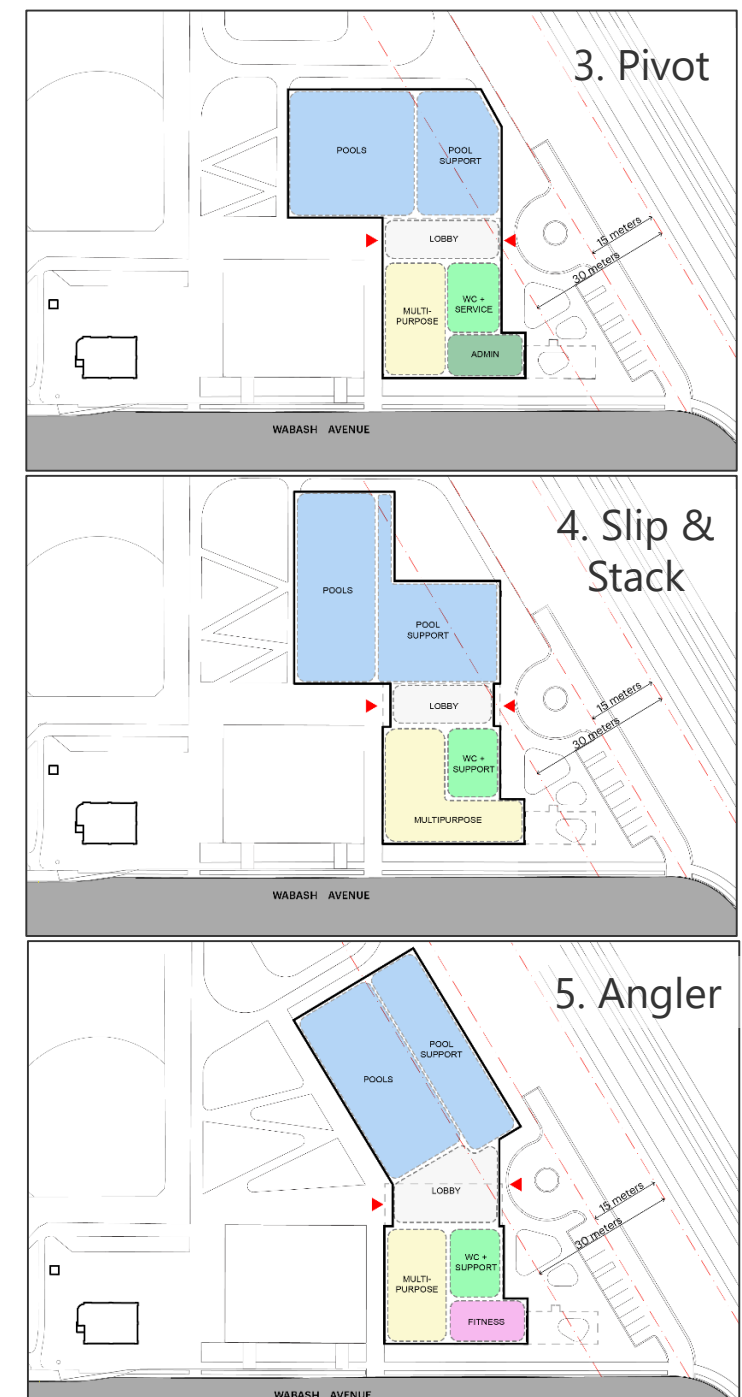 3. Pivot
POOLS
POOL
SUPPORT
LOBBY
15 meters
30 meters
MULTI-
PURPOSE
WC +
SERVICE
ADMIN
WABASH AVENUE
4. Slip &
Stack
POOLS
POOL
SUPPORT
LOBBY
15 meters
30 meters
WC +
SUPPORT
MULTIPURPOSE
WABASH AVENUE
5. Angler
POOL
SUPPORT
POOLS
LOBBY
15 meters
30 meters
MULTI-
PURPOSE
WC +
SUPPORT
FITNESS
WABASH AVENUE